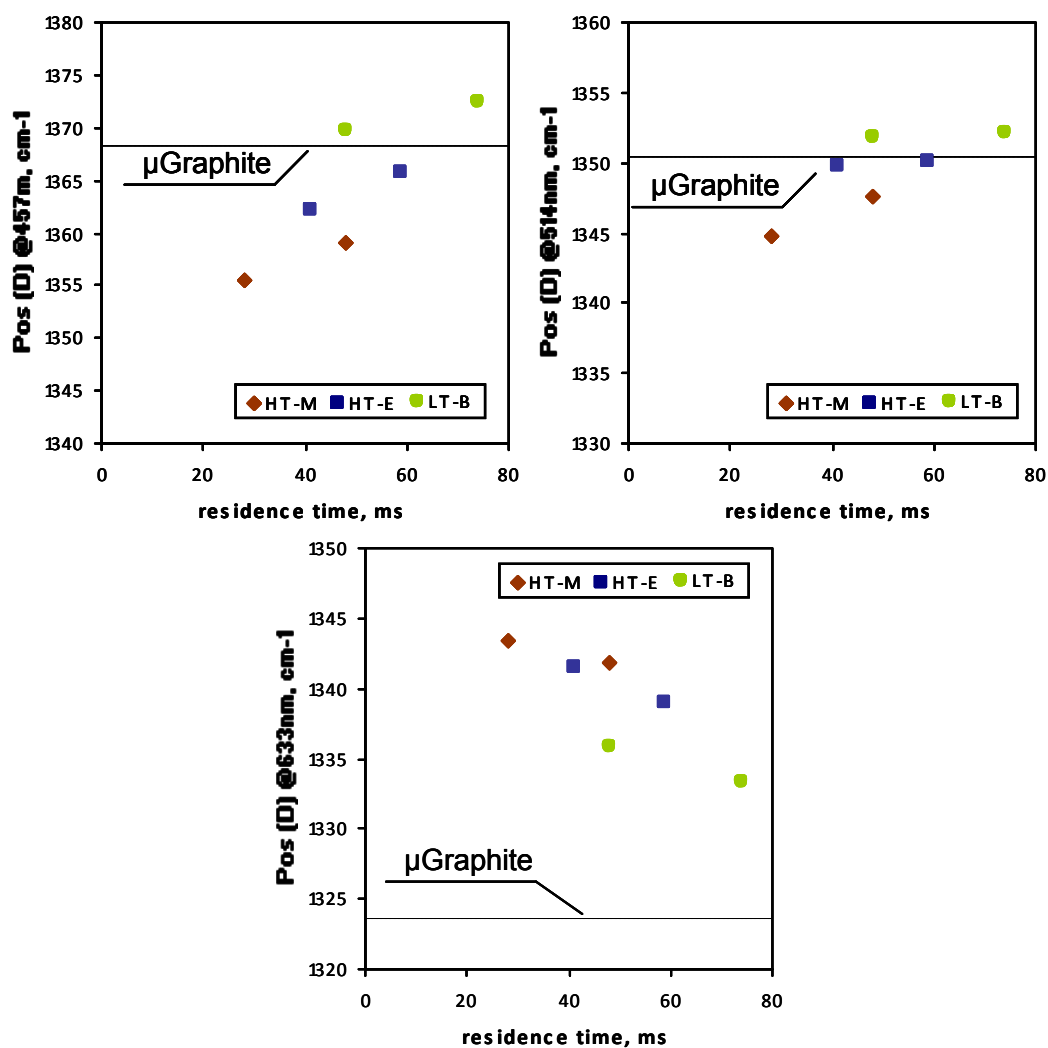 Pos (D) @457m, cm-1
1380
1375
1370
1365
1360
1355
1350
1345
1340
µGraphite
HT-M HT-E LT-B
0 20 40 60 80
residence time, ms
Pos (D) @514nm, cm-1
1360
1355
1350
1345
1340
1335
1330
µGraphite
HT-M HT-E LT-B
0 20 40 60 80
residence time, ms
Pos (D) @633nm, cm-1
1350
1345
1340
1335
1330
1325
1320
HT-M HT-E LT-B
µGraphite
0 20 40 60 80
residence time, ms